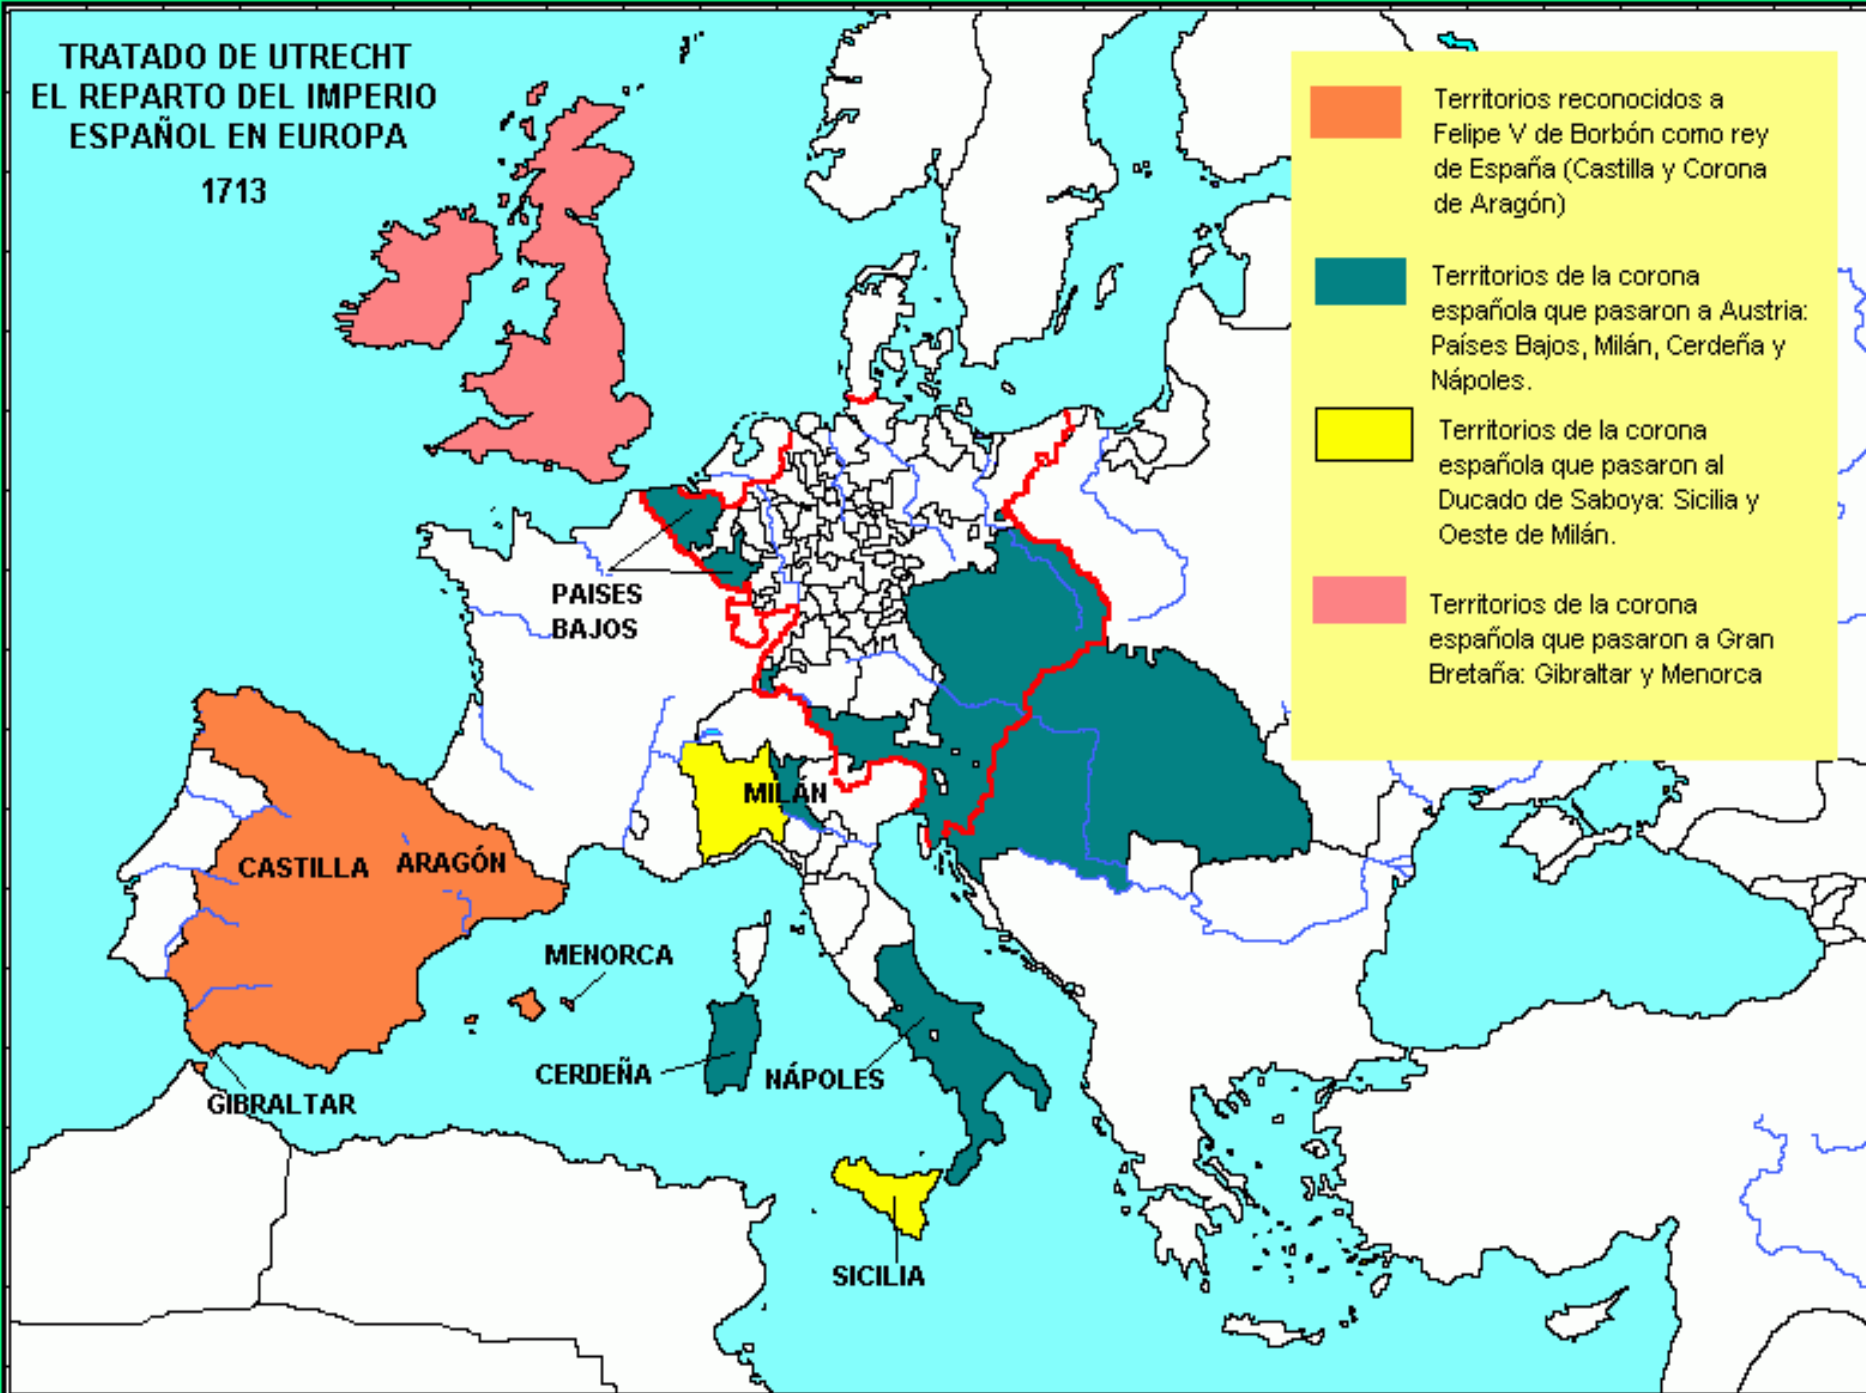 TRATADO DE UTRECHT
EL REPARTO DEL IMPERIO
ESPAÑOL EN EUROPA
1713
Territorios reconocidos a
Felipe V de Borbón como rey
de España (Castilla y Corona
de Aragón)
Territorios de la corona
española que pasaron a Austria:
Países Bajos, Milán, Cerdeña y
Nápoles.
Territorios de la corona
española que pasaron al
Ducado de Saboya: Sicilia y
Oeste de Milán.
Territorios de la corona
española que pasaron a Gran
Bretaña: Gibraltar y Menorca
PAISES
BAJOS
MILÁN
CASTILLA
ARAGÓN
MENORCA
CERDEÑA
NÁPOLES
GIBRALTAR
SICILIA